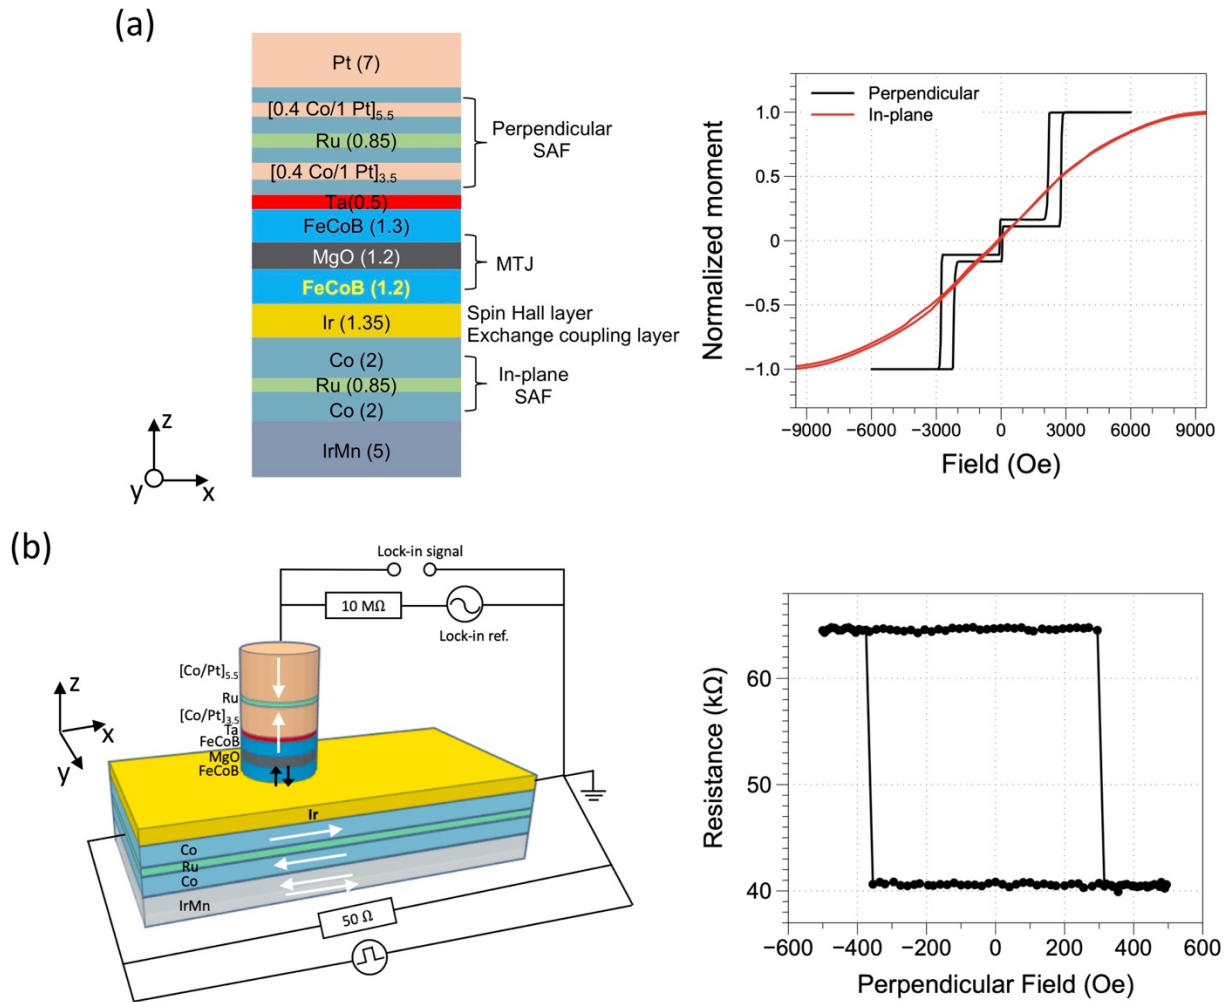 (a)
Pt (7)
[0.4 Co/1 Pt]5.5
Ru (0.85)
[0.4 Co/1 Pt]3.5
Ta(0.5)
FeCoB (1.3)
MgO (1.2)
FeCoB (1.2)
Ir (1.35)
Co (2)
Ru (0.85)
Co (2)
IrMn (5)
Perpendicular
SAF
MTJ
Spin Hall layer
Exchange coupling layer
In-plane
SAF
z
y
x
Perpendicular
In-plane
Normalized moment
1.0
0.5
0
−0.5
−1.0
−9000
−6000
−3000
0
3000
6000
9000
Field (Oe)
(b)
Lock-in signal
10 MΩ
Lock-in ref.
[Co/Pt]5.5
Ru
[Co/Pt]3.5
Ta
FeCoB
MgO
FeCoB
z
x
y
Ir
Co
Ru
Co
IrMn
50 Ω
Resistance (kΩ)
60
50
40
−600
−400
−200
0
200
400
600
Perpendicular Field (Oe)